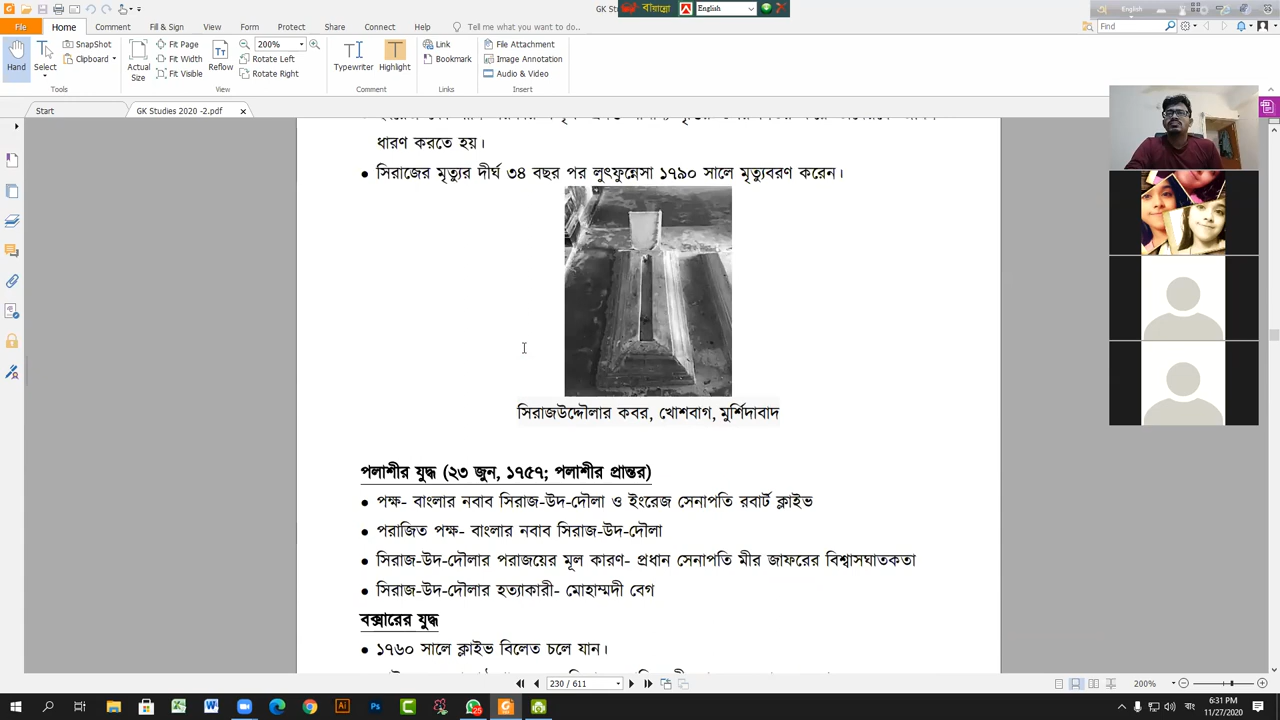 GK
বায়ান্নো
English
English
File
Home
Comment
Fill & Sign
View
Form
Protect
Share
Connect
Help
Tell me what you want to do...
Find
Hand
Select
SnapShot
Clipboard
Actual Size
Fit Page
Fit Width
Fit Visible
Reflow
200%
Rotate Left
Rotate Right
Typewriter
Highlight
Link
Bookmark
File Attachment
Image Annotation
Audio & Video
Tools
View
Comment
Links
Insert
Start
GK Studies 2020 -2.pdf
ধারণ করতে হয়।
• সিরাজের মৃত্যুর দীর্ঘ ৩৪ বছর পর লুৎফুন্নেসা ১৭৯০ সালে মৃত্যুবরণ করেন।
সিরাজউদ্দৌলার কবর, খোশবাগ, মুর্শিদাবাদ
পলাশীর যুদ্ধ (২৩ জুন, ১৭৫৭; পলাশীর প্রান্তর)
• পক্ষ- বাংলার নবাব সিরাজ-উদ-দৌলা ও ইংরেজ সেনাপতি রবার্ট ক্লাইভ
• পরাজিত পক্ষ- বাংলার নবাব সিরাজ-উদ-দৌলা
• সিরাজ-উদ-দৌলার পরাজয়ের মূল কারণ- প্রধান সেনাপতি মীর জাফরের বিশ্বাসঘাতকতা
• সিরাজ-উদ-দৌলার হত্যাকারী- মোহাম্মদী বেগ
বক্সারের যুদ্ধ
• ১৭৬০ সালে ক্লাইভ বিলেত চলে যান।
230 / 611
200%
25
6:31 PM
11/27/2020